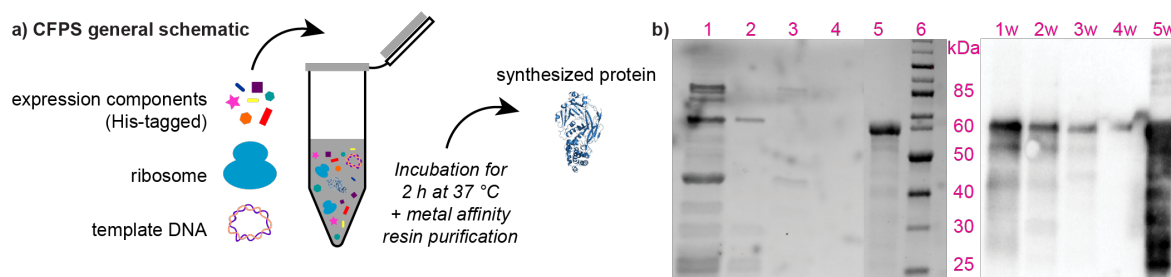 a) CFPS general schematic
expression components
(His-tagged)
ribosome
template DNA
Incubation for
2 h at 37 °C
+ metal affinity
resin purification
synthesized protein
b)
1 2 3 4 5 6
kDa
85
60
50
40
30
25
1w 2w 3w 4w 5w